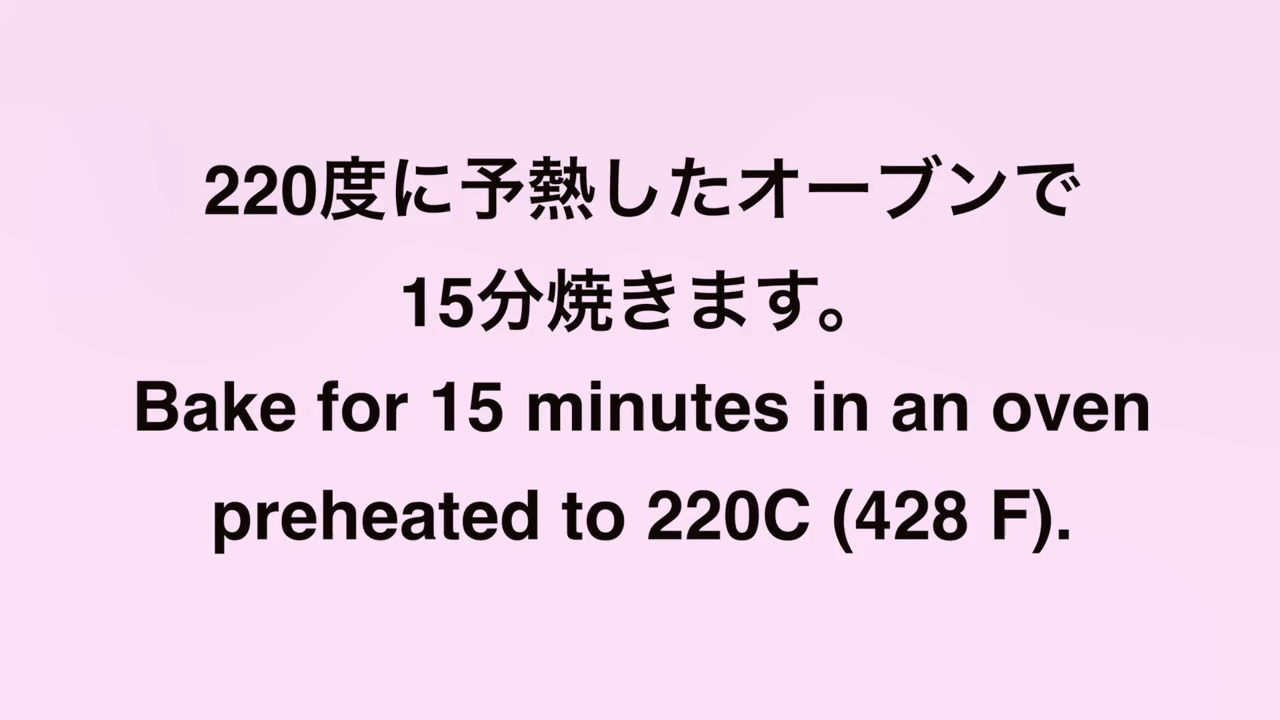 220度に予熱したオーブンで
15分焼きます。
Bake for 15 minutes in an oven
preheated to 220C (428 F).